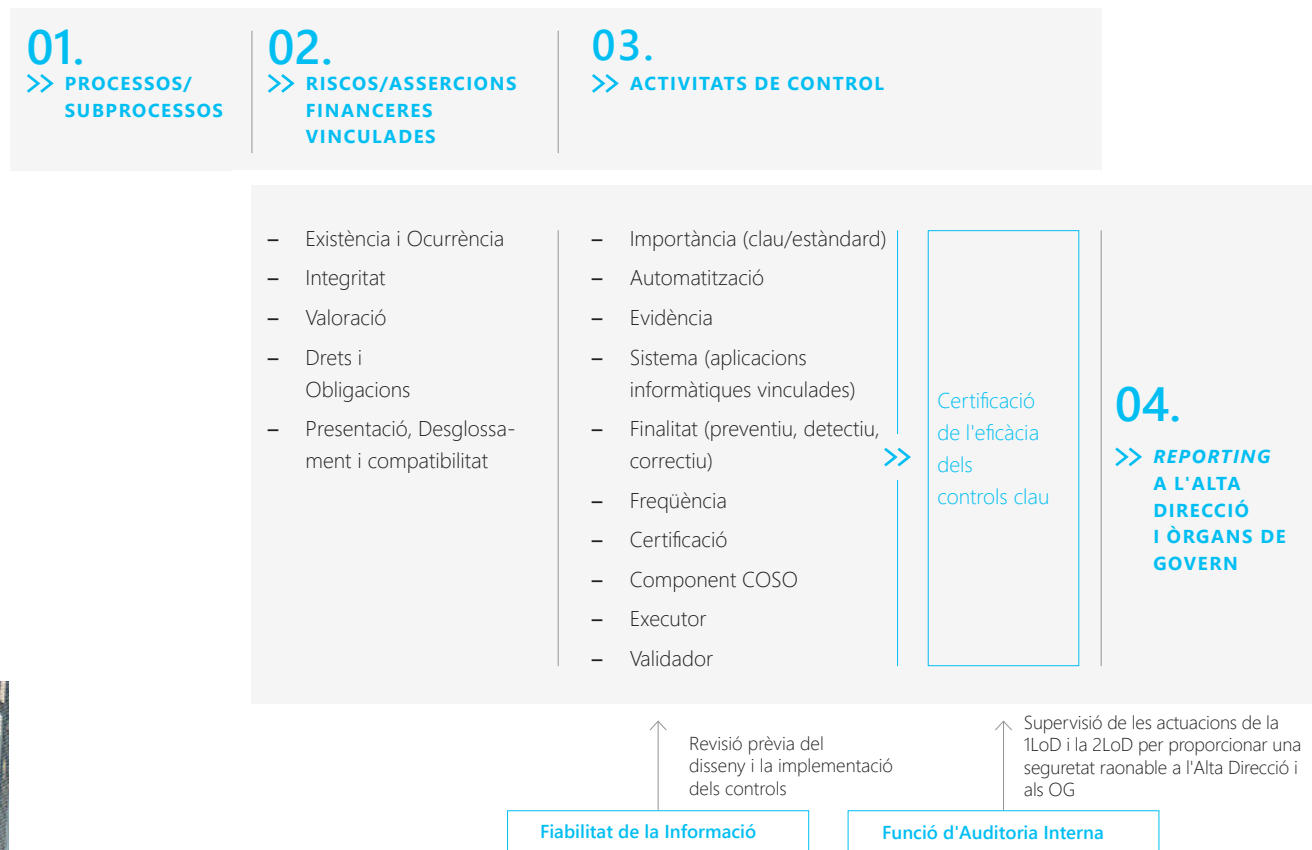 01.
>> PROCESSOS/
SUBPROCESSOS
02.
>> RISCOS/ASSERCIONS
FINANCERES
VINCULADES
03.
>> ACTIVITATS DE CONTROL
– Existència i Ocurrència
– Integritat
– Valoració
– Drets i
Obligacions
– Presentació, Desglossa-
ment i compatibilitat
– Importància (clau/estàndard)
– Automatització
– Evidència
– Sistema (aplicacions
informàtiques vinculades)
– Finalitat (preventiu, detectiu,
correctiu)
– Freqüència
– Certificació
– Component COSO
– Executor
– Validador
>>
Certificació
de l'eficàcia
dels
controls clau
04.
>> REPORTING
A L'ALTA
DIRECCIÓ
I ÒRGANS DE
GOVERN
Revisió prèvia del
disseny i la implementació
dels controls
Supervisió de les actuacions de la
1LoD i la 2LoD per proporcionar una
seguretat raonable a l'Alta Direcció i
als OG
Fiabilitat de la Informació
Funció d'Auditoria Interna